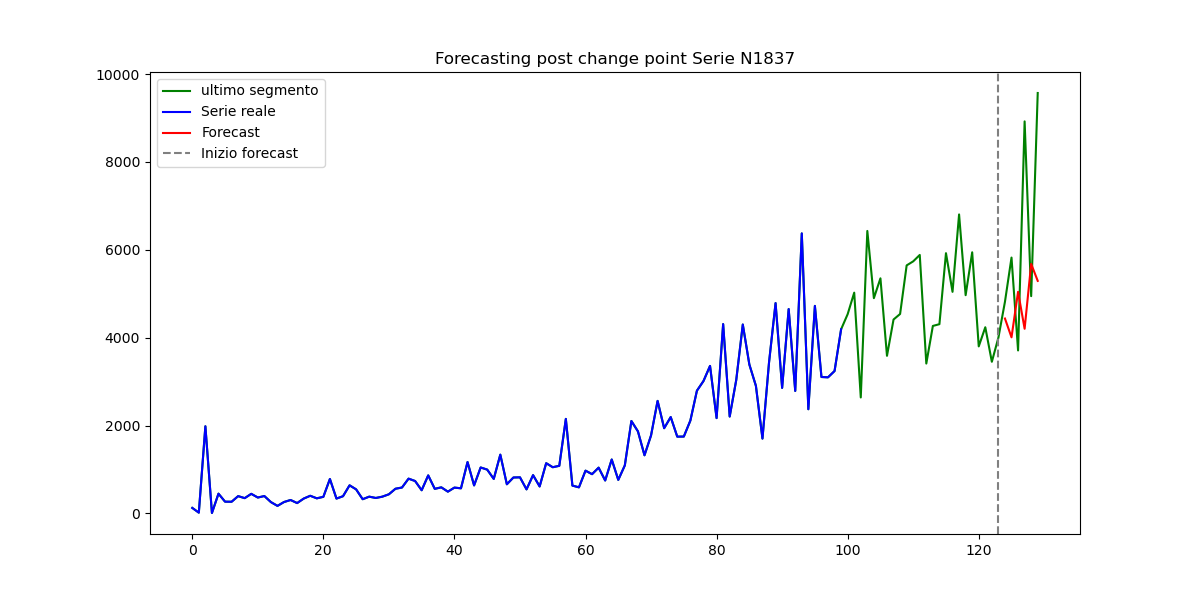 Forecasting post change point Serie N1837
ultimo segmento
Serie reale
Forecast
Inizio forecast
10000
8000
6000
4000
2000
0
0 20 40 60 80 100 120